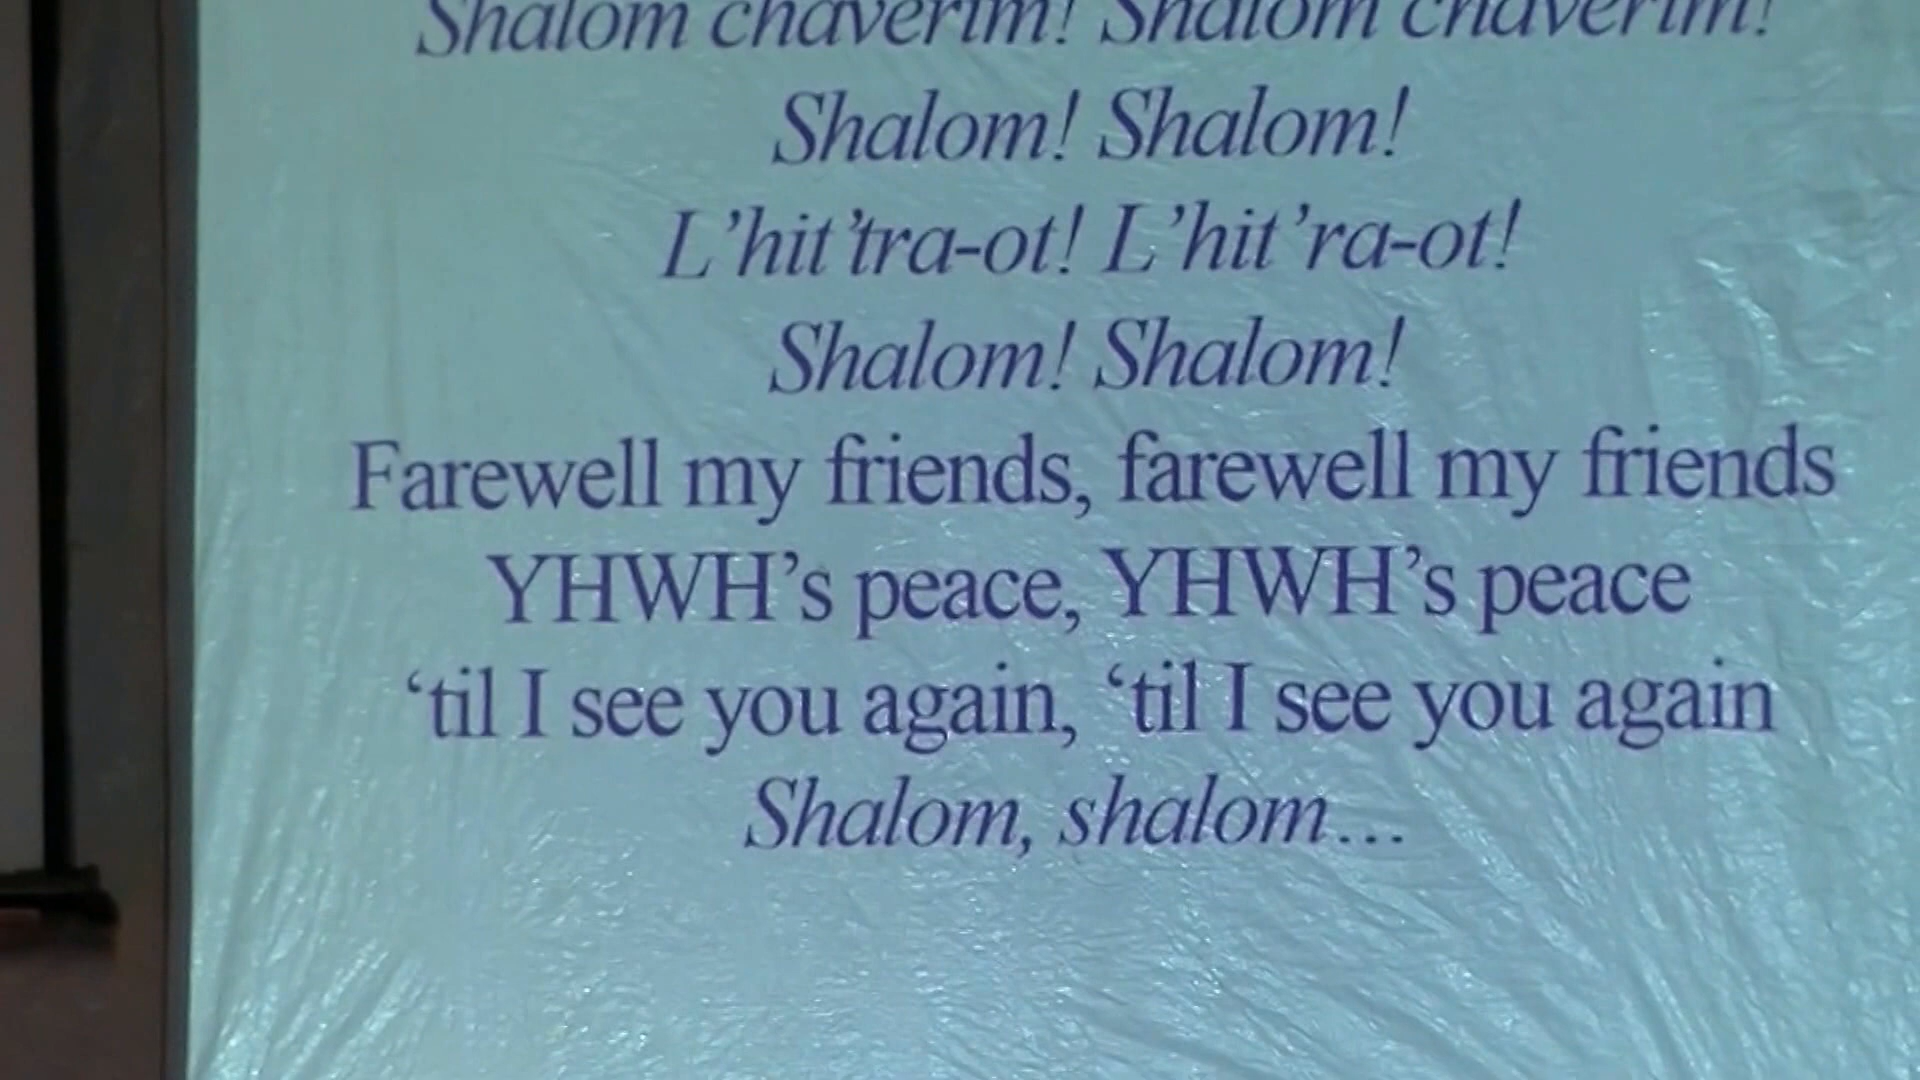 Shalom chaverim! Shalom chaverim!
Shalom! Shalom!
L’hit’tra-ot! L’hit’ra-ot!
Shalom! Shalom!
Farewell my friends, farewell my friends
YHWH’s peace, YHWH’s peace
‘til I see you again, ‘til I see you again
Shalom, shalom…